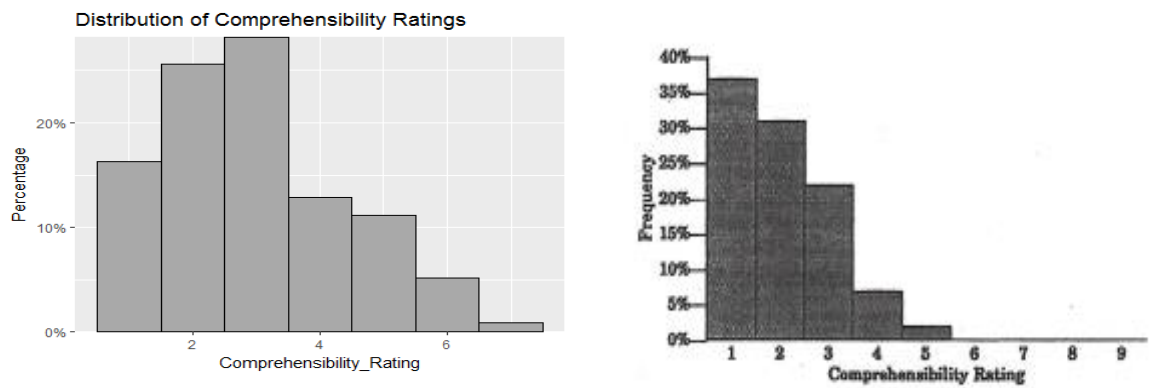 Distribution of Comprehensibility Ratings
Percentage
20%
10%
0%
2 4 6
Comprehensibility_Rating
40%
35%
30%
25%
20%
15%
10%
5%
0%
Frequency
1 2 3 4 5 6 7 8 9
Comprehensibility Rating